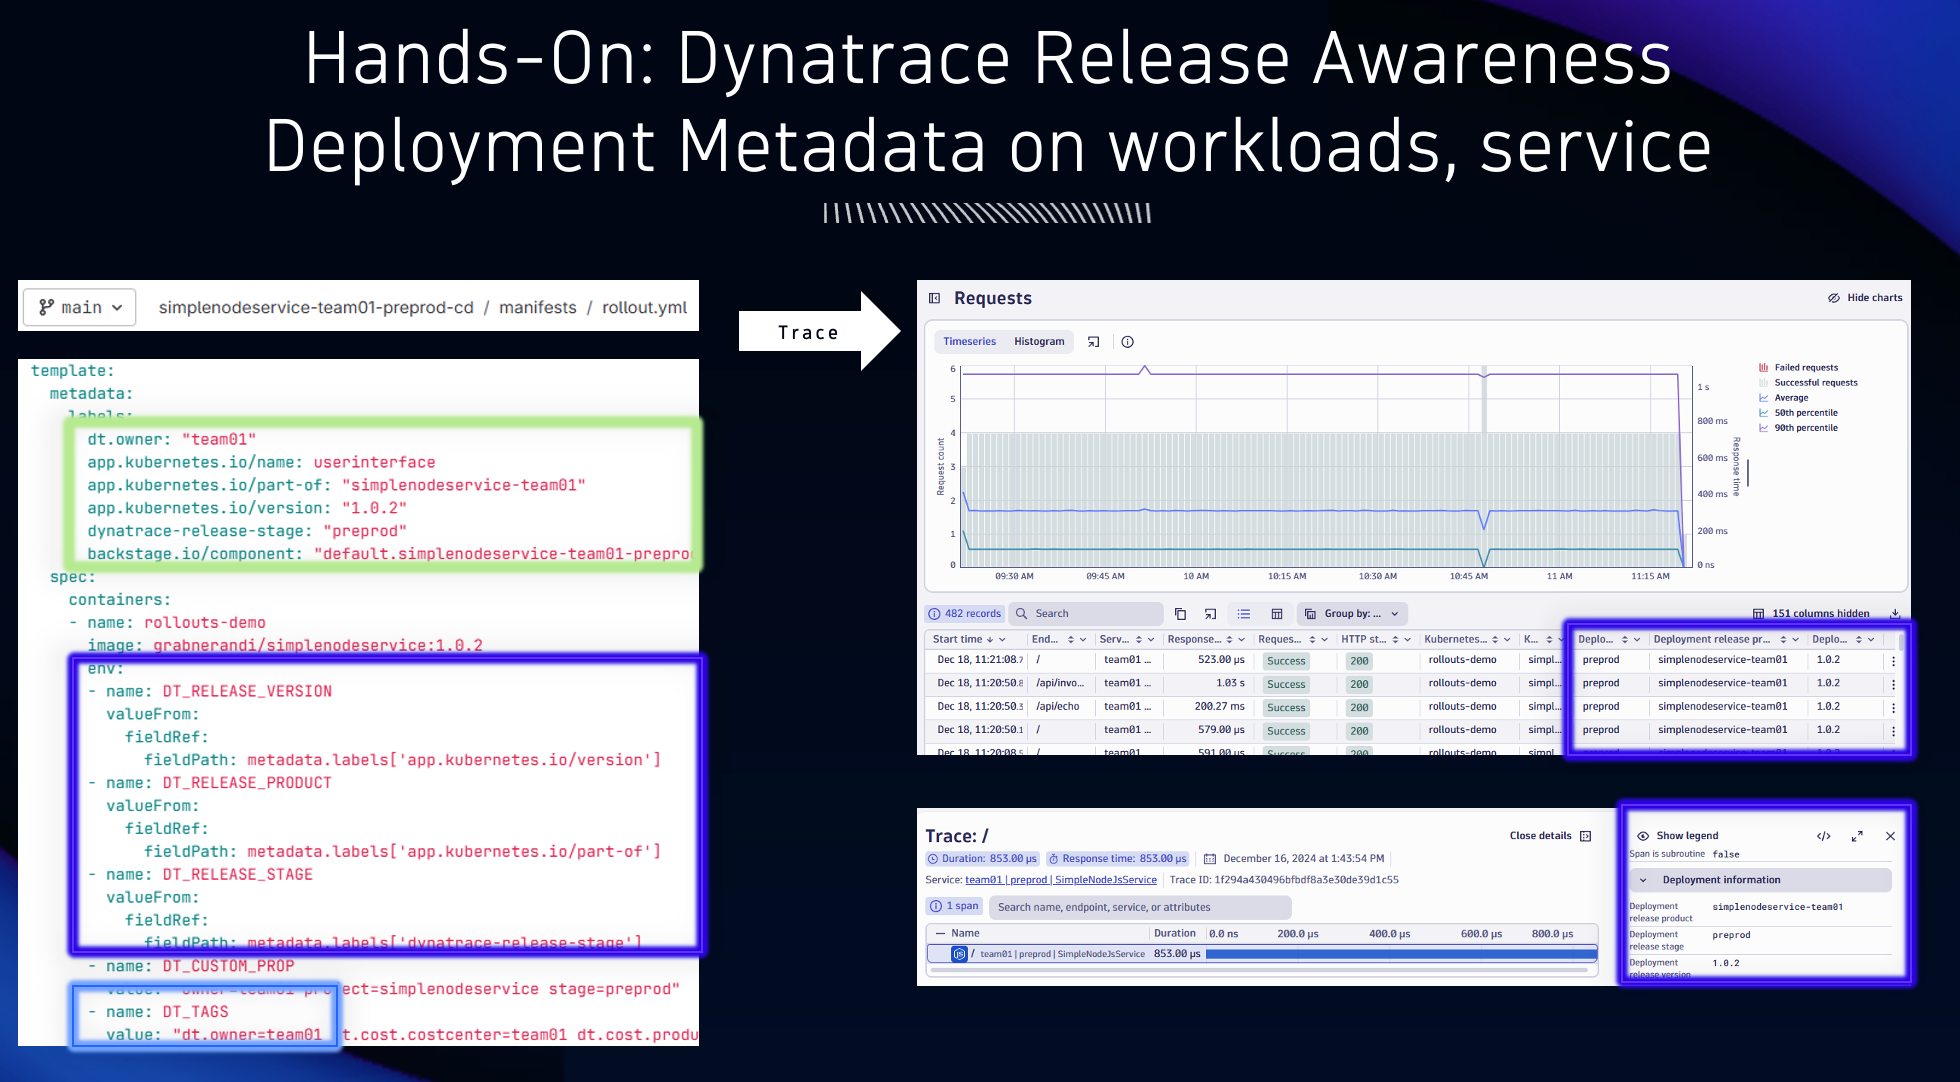 Hands-On: Dynatrace Release Awareness
Deployment Metadata on workloads, service
main
simplenodeservice-team01-preprod-cd / manifests / rollout.yml
template:
metadata:
labels:
dt.owner: "team01"
app.kubernetes.io/name: userinterface
app.kubernetes.io/part-of: "simplenodeservice-team01"
app.kubernetes.io/version: "1.0.2"
dynatrace-release-stage: "preprod"
backstage.io/component: "default.simplenodeservice-team01-preprod
spec:
containers:
- name: rollouts-demo
image: grabnerandi/simplenodeservice:1.0.2
env:
- name: DT_RELEASE_VERSION
valueFrom:
fieldRef:
fieldPath: metadata.labels['app.kubernetes.io/version']
- name: DT_RELEASE_PRODUCT
valueFrom:
fieldRef:
fieldPath: metadata.labels['app.kubernetes.io/part-of']
- name: DT_RELEASE_STAGE
valueFrom:
fieldRef:
fieldPath: metadata.labels['dynatrace-release-stage']
- name: DT_CUSTOM_PROP
value: "owner=team01 project=simplenodeservice stage=preprod"
- name: DT_TAGS
value: "dt.owner=team01 t.cost.costcenter=team01 dt.cost.produ
Trace
Requests
Hide charts
Timeseries Histogram
Failed requests
Successful requests
Average
50th percentile
90th percentile
Request count
6
5
4
3
2
1
0
1 s
800 ms
600 ms
400 ms
200 ms
0 ns
Response time
09:30 AM 09:45 AM 10 AM 10:15 AM 10:30 AM 10:45 AM 11 AM 11:15 AM
482 records Search Group by: ... 151 columns hidden
Start time End... Serv... Response... Reques... HTTP st... Kubernetes... K... Deplo... Deployment release pr... Deplo...
Dec 18, 11:21:08.7 / team01 ... 523.00 µs Success 200 rollouts-demo simpl... preprod simplenodeservice-team01 1.0.2
Dec 18, 11:20:50.8 /api/invo... team01 ... 1.03 s Success 200 rollouts-demo simpl... preprod simplenodeservice-team01 1.0.2
Dec 18, 11:20:50.3 /api/echo team01 ... 200.27 ms Success 200 rollouts-demo simpl... preprod simplenodeservice-team01 1.0.2
Dec 18, 11:20:50.1 / team01 ... 579.00 µs Success 200 rollouts-demo simpl... preprod simplenodeservice-team01 1.0.2
Dec 18, 11:20:08.5 / team01 591.00 µs Success 200 rollouts-demo simpl... preprod simplenodeservice-team01 1.0.2
Trace: /
Close details
Duration: 853.00 µs Response time: 853.00 µs December 16, 2024 at 1:43:54 PM
Service: team01 | preprod | SimpleNodeJsService Trace ID: 1f294a430496bfbdf8a3e30de39d1c55
1 span Search name, endpoint, service, or attributes
Name Duration 0.0 ns 200.0 µs 400.0 µs 600.0 µs 800.0 µs
/ team01 | preprod | SimpleNodeJsService 853.00 µs
Show legend
Span is subroutine false
Deployment information
Deployment release product simplenodeservice-team01
Deployment release stage preprod
Deployment release version 1.0.2